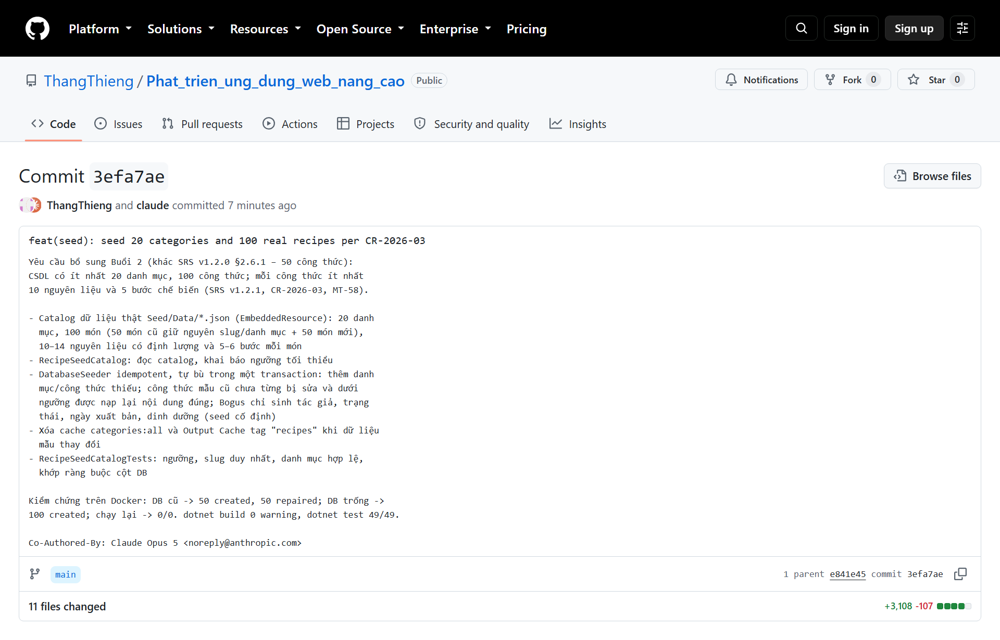 Platform Solutions Resources Open Source Enterprise Pricing Sign in Sign up
ThangThieng / Phat_trien_ung_dung_web_nang_cao Public Notifications Fork 0 Star 0
Code Issues Pull requests Actions Projects Security and quality Insights
Commit 3efa7ae Browse files
ThangThieng and claude committed 7 minutes ago
feat(seed): seed 20 categories and 100 real recipes per CR-2026-03
Yêu cầu bổ sung Buổi 2 (khác SRS v1.2.0 §2.6.1 – 50 công thức):
CSDL có ít nhất 20 danh mục, 100 công thức; mỗi công thức ít nhất
10 nguyên liệu và 5 bước chế biến (SRS v1.2.1, CR-2026-03, MT-58).
- Catalog dữ liệu thật Seed/Data/*.json (EmbeddedResource): 20 danh
mục, 100 món (50 món cũ giữ nguyên slug/danh mục + 50 món mới),
10–14 nguyên liệu có định lượng và 5–6 bước mỗi món
- RecipeSeedCatalog: đọc catalog, khai báo ngưỡng tối thiểu
- DatabaseSeeder idempotent, tự bù trong một transaction: thêm danh
mục/công thức thiếu; công thức mẫu cũ chưa từng bị sửa và dưới
ngưỡng được nạp lại nội dung đúng; Bogus chỉ sinh tác giả, trạng
thái, ngày xuất bản, dinh dưỡng (seed cố định)
- Xóa cache categories:all và Output Cache tag "recipes" khi dữ liệu
mẫu thay đổi
- RecipeSeedCatalogTests: ngưỡng, slug duy nhất, danh mục hợp lệ,
khớp ràng buộc cột DB
Kiểm chứng trên Docker: DB cũ -> 50 created, 50 repaired; DB trống ->
100 created; chạy lại -> 0/0. dotnet build 0 warning, dotnet test 49/49.
Co-Authored-By: Claude Opus 5 <noreply@anthropic.com>
main 1 parent e841e45 commit 3efa7ae
11 files changed +3,108 -107